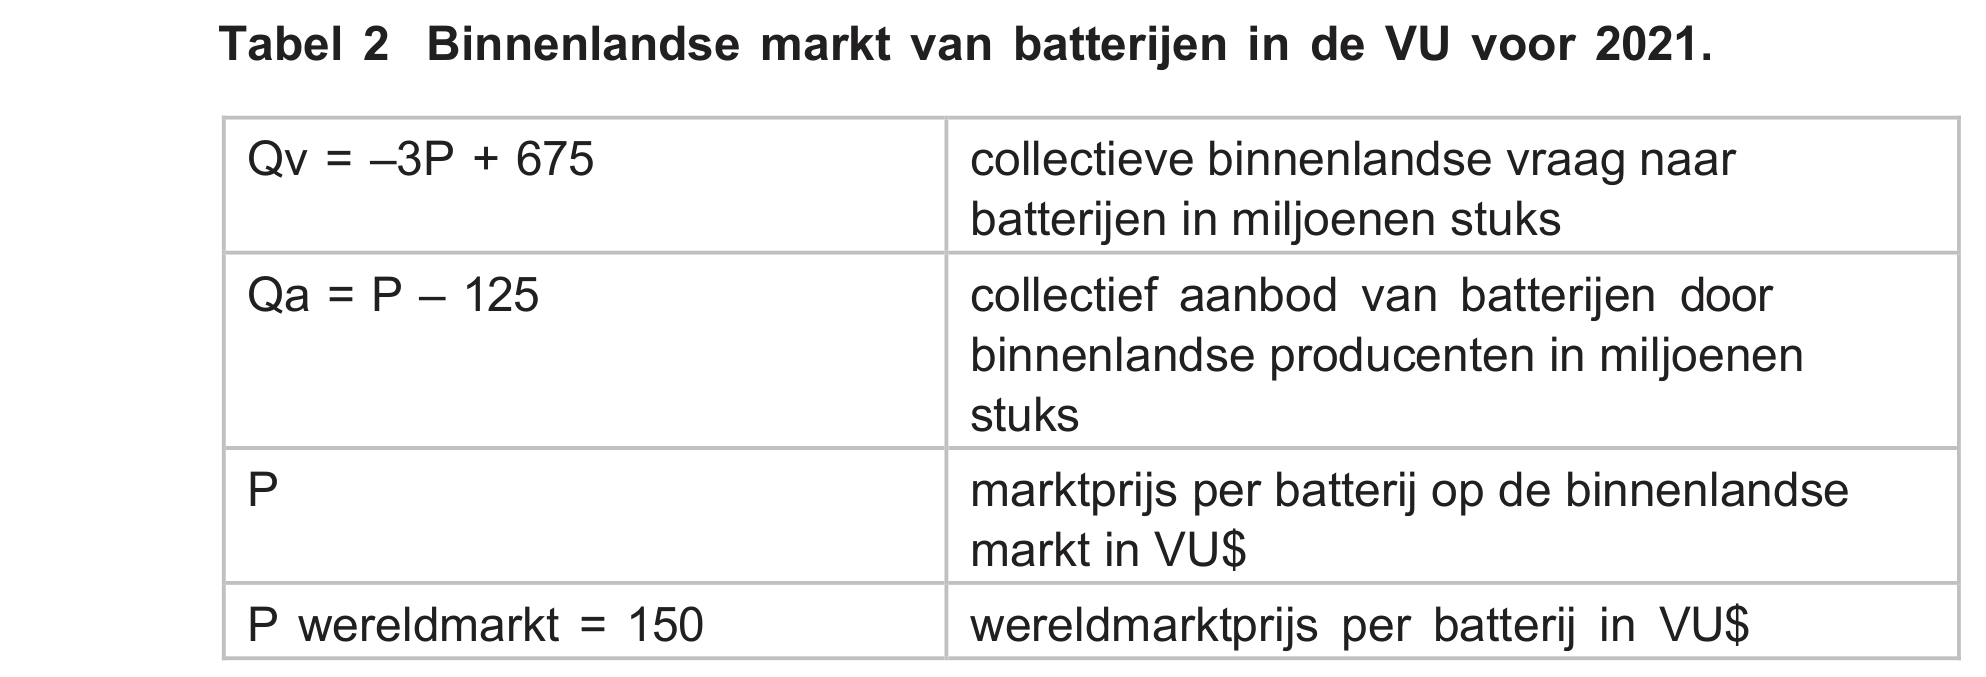 Tabel 2 Binnenlandse markt van batterijen in de VU voor 2021.
Qv = –3P + 675
collectieve binnenlandse vraag naar
batterijen in miljoenen stuks
Qa = P – 125
collectief aanbod van batterijen door
binnenlandse producenten in miljoenen
stuks
P
marktprijs per batterij op de binnenlandse
markt in VU$
P wereldmarkt = 150
wereldmarktprijs per batterij in VU$